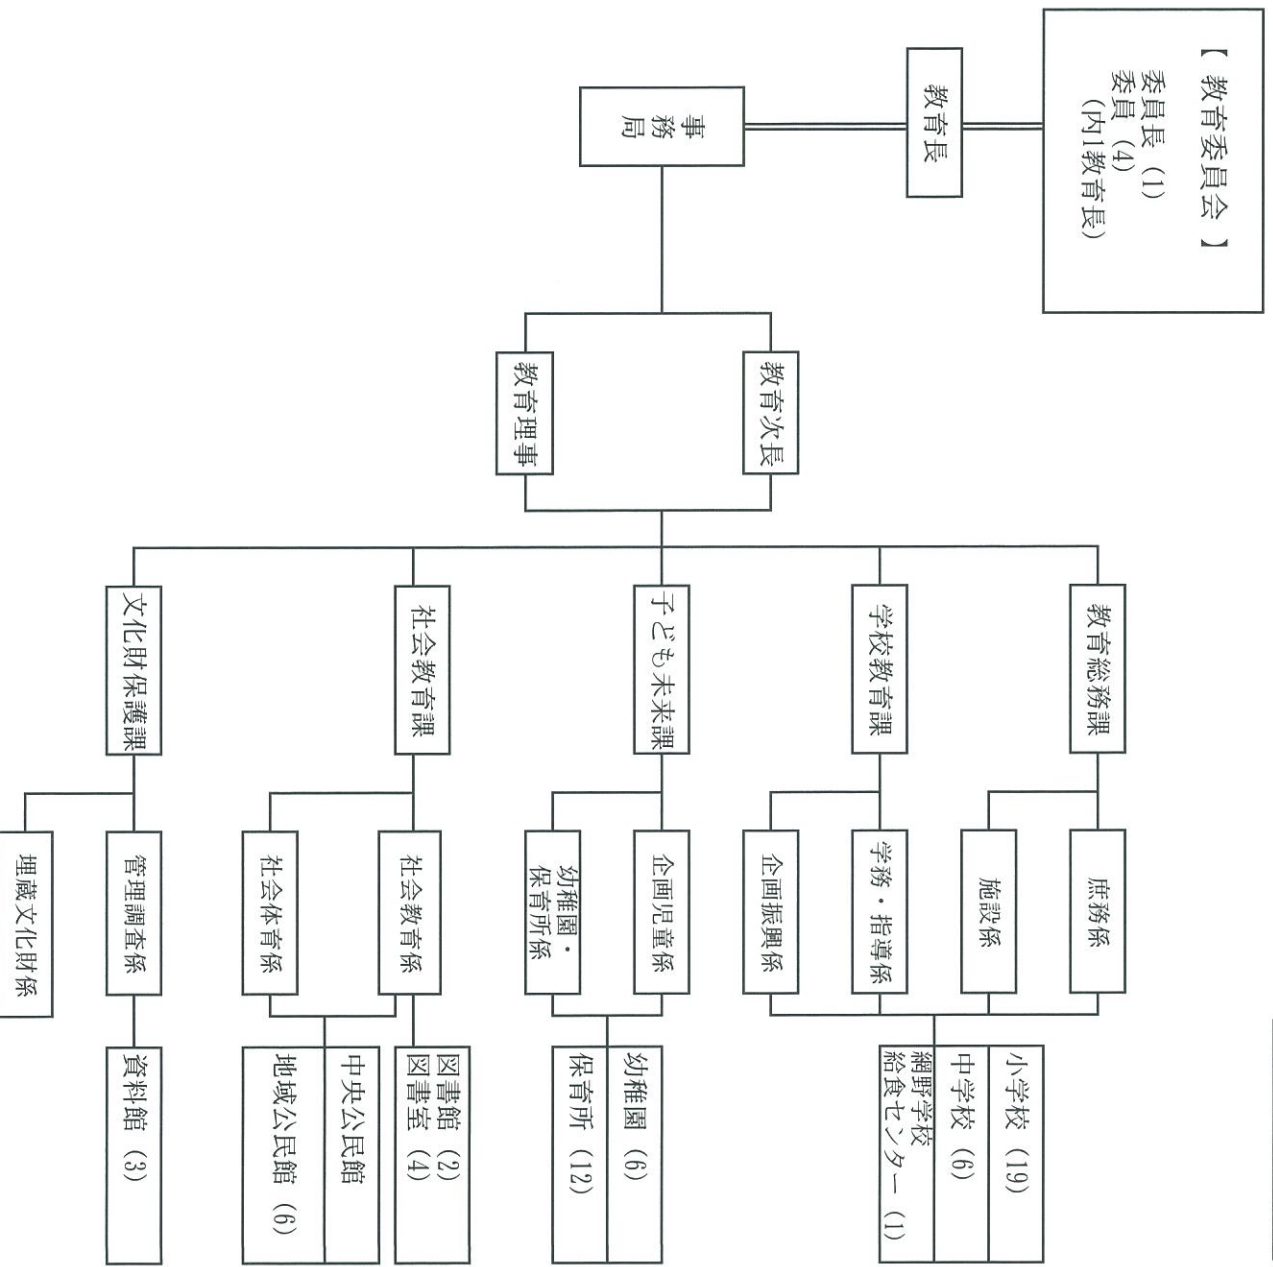 【 教育委員会 】
委員長 (1)
委員 (4)
(内1教育長)
教育長
事務局
教育次長
教育理事
教育総務課
庶務係
施設係
学校教育課
学務・指導係
企画振興係
小学校 (19)
中学校 (6)
網野学校
給食センター (1)
子ども未来課
企画児童係
幼稚園・
保育所係
幼稚園 (6)
保育所 (12)
社会教育課
社会教育係
社会体育係
図書館 (2)
図書室 (4)
中央公民館
地域公民館 (6)
文化財保護課
管理調査係
埋蔵文化財係
資料館 (3)